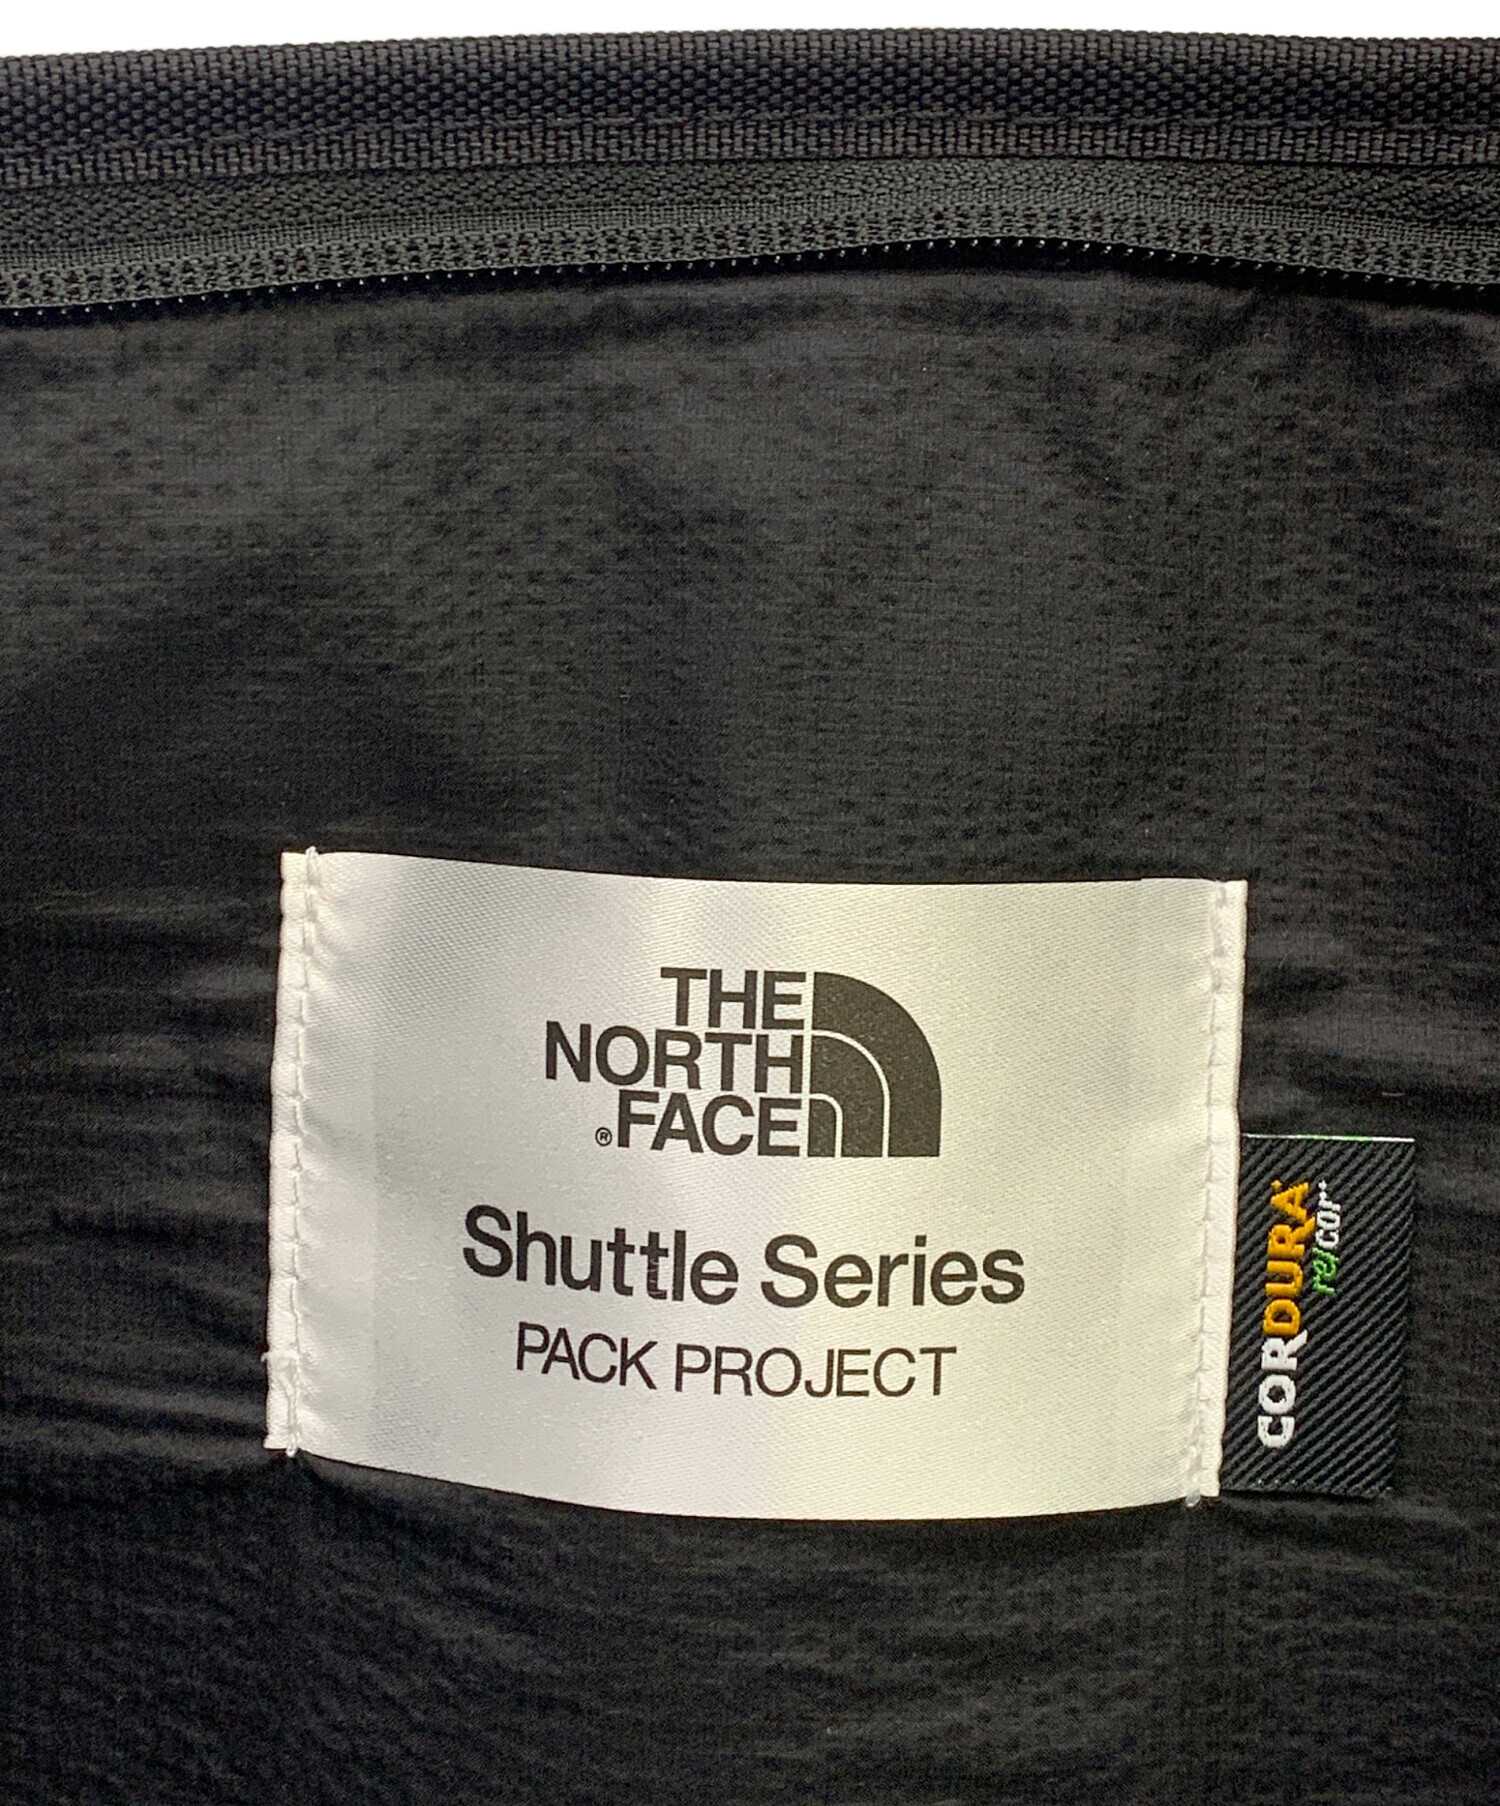 THE
NORTH
®FACE
Shuttle Series
PACK PROJECT
CORDURA
re/cor